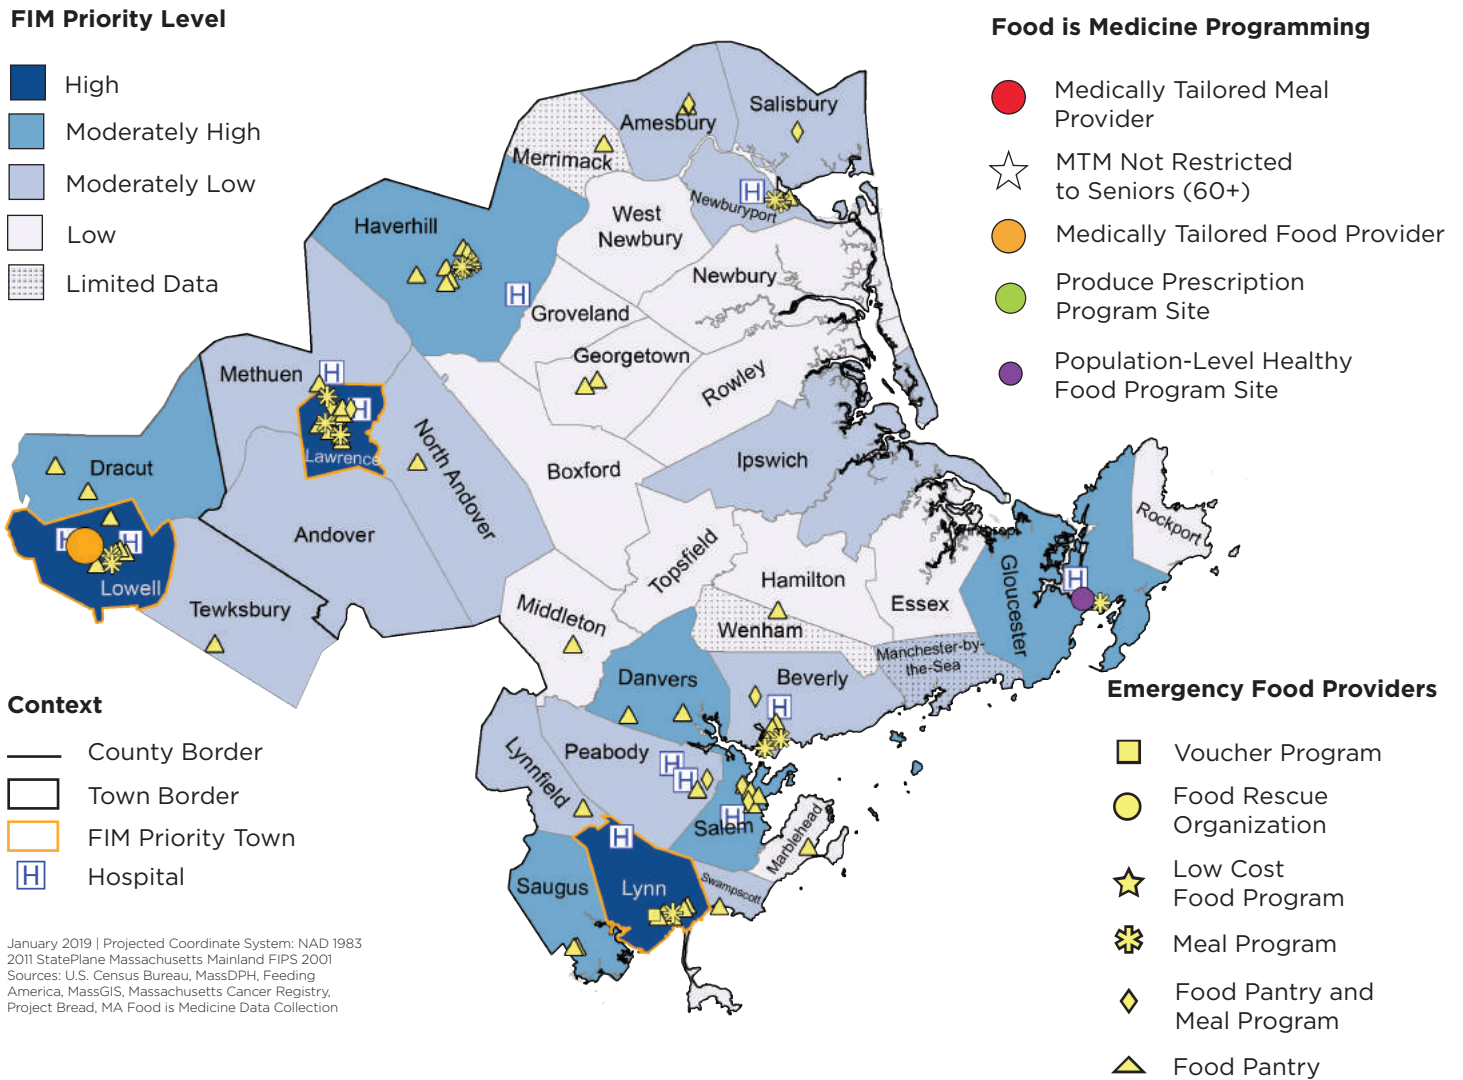 FIM Priority Level
High
Moderately High
Moderately Low
Low
Limited Data
Food is Medicine Programming
Medically Tailored Meal
Provider
MTM Not Restricted
to Seniors (60+)
Medically Tailored Food Provider
Produce Prescription
Program Site
Population-Level Healthy
Food Program Site
Salisbury
Amesbury
Merrimack
H
Newburyport
West
Newbury
Haverhill
Newbury
H
Groveland
Georgetown
Methuen
H
Rowley
H
Lawrence
North Andover
Dracut
Boxford
Ipswich
Rockport
Andover
H
H
Lowell
Topsfield
Hamilton
Gloucester
H
Essex
Tewksbury
Middleton
Wenham
Manchester-by-
the-Sea
Danvers
Beverly
H
Peabody
Lynnfield
H
H
H
Salem
Marblehead
H
Saugus
Lynn
Swampscott
Context
County Border
Town Border
FIM Priority Town
H
Hospital
Emergency Food Providers
Voucher Program
Food Rescue
Organization
Low Cost
Food Program
Meal Program
Food Pantry and
Meal Program
Food Pantry
January 2019 | Projected Coordinate System: NAD 1983
2011 StatePlane Massachusetts Mainland FIPS 2001
Sources: U.S. Census Bureau, MassDPH, Feeding
America, MassGIS, Massachusetts Cancer Registry,
Project Bread, MA Food is Medicine Data Collection